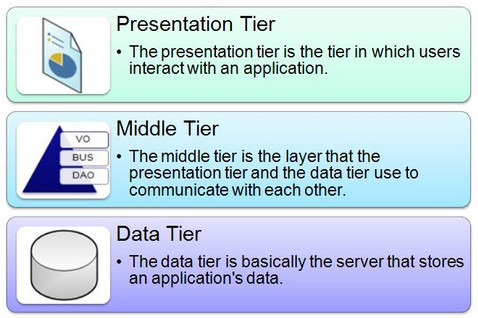 Presentation Tier
• The presentation tier is the tier in which users
interact with an application.
Middle Tier
VO
BUS
DAO
• The middle tier is the layer that the
presentation tier and the data tier use to
communicate with each other.
Data Tier
• The data tier is basically the server that stores
an application's data.